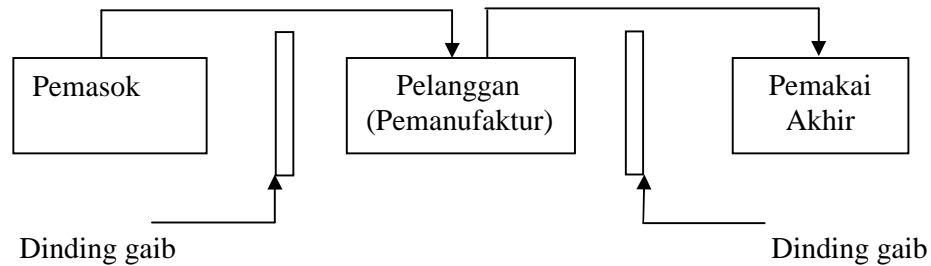 Pemasok
Pelanggan
(Pemanufaktur)
Pemakai
Akhir
Dinding gaib
Dinding gaib